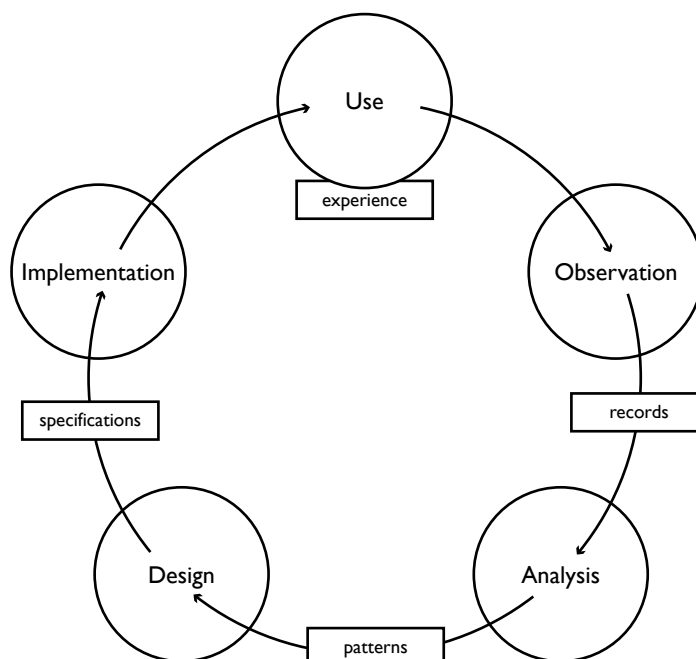 Use
experience
Implementation
Observation
specifications
records
Design
Analysis
patterns